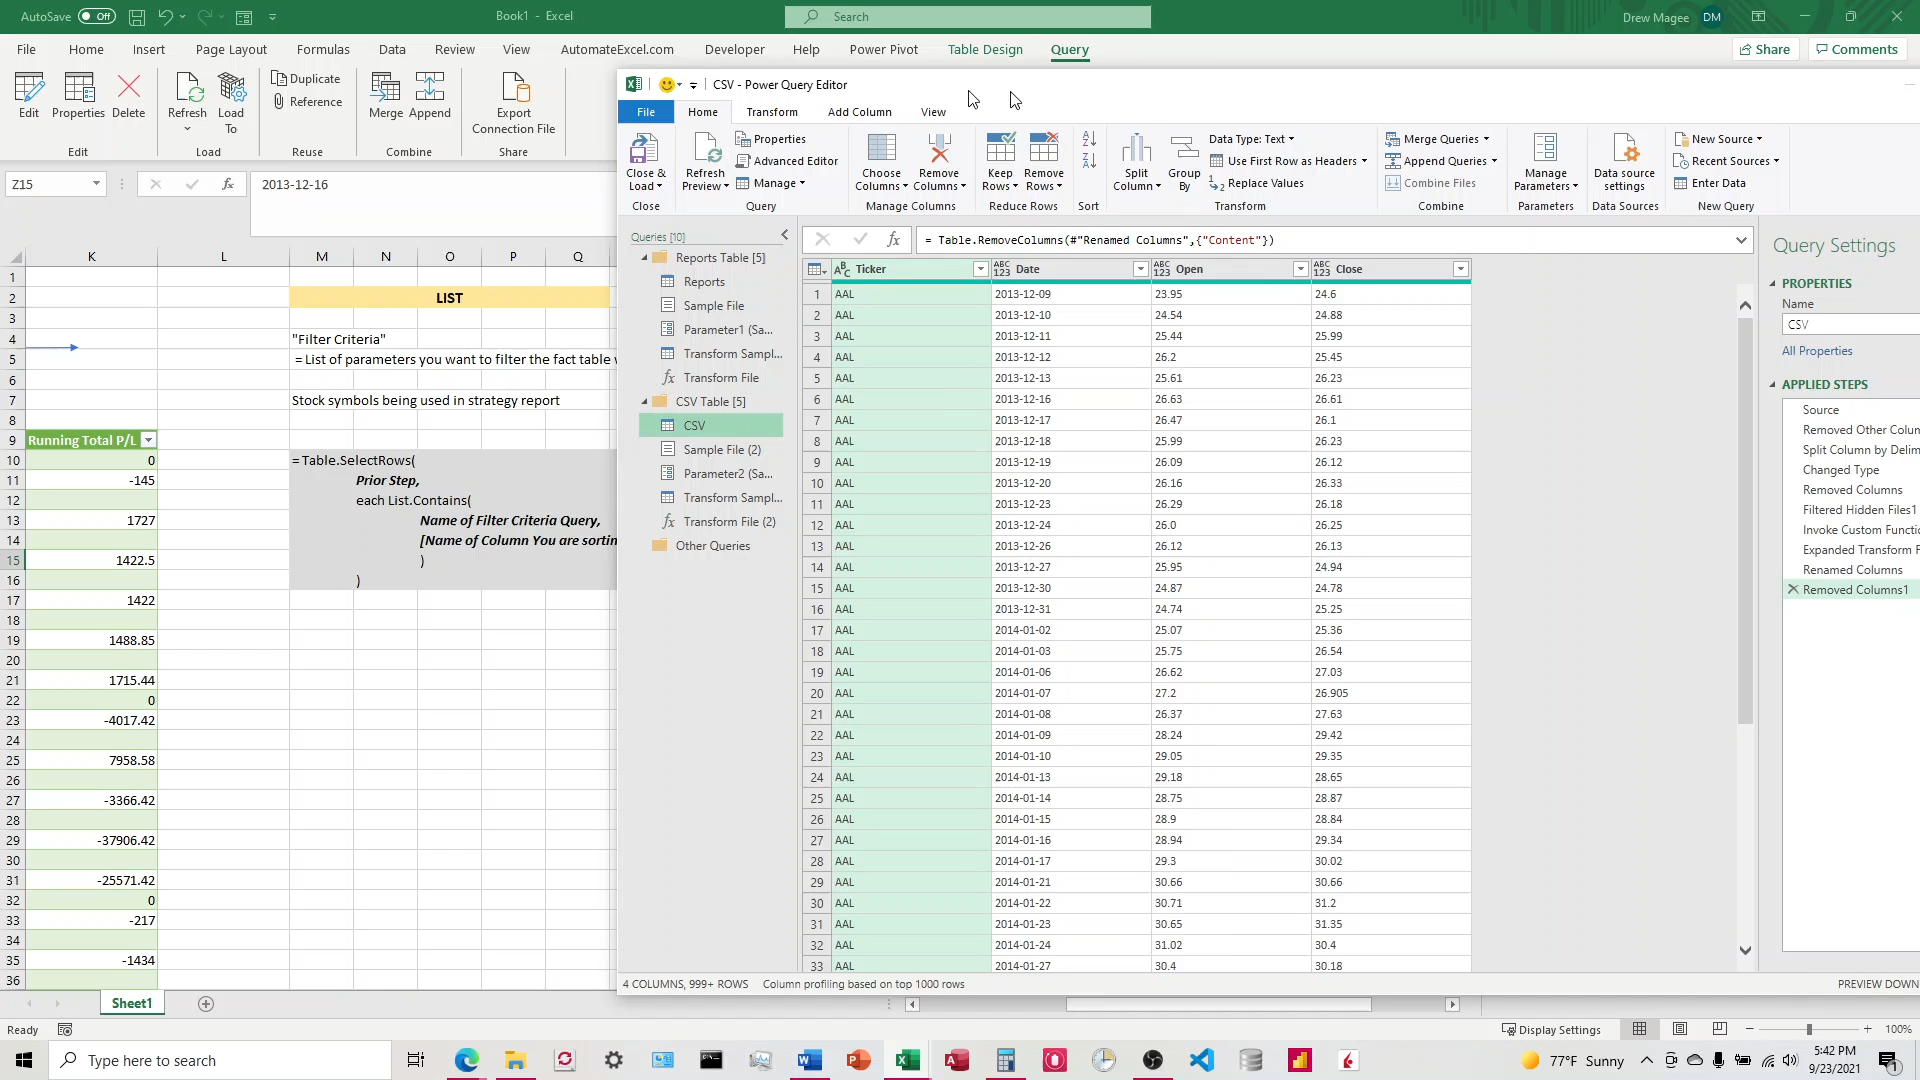 AutoSave Off Book1 - Excel Search Drew Magee DM
File Home Insert Page Layout Formulas Data Review View AutomateExcel.com Developer Help Power Pivot Table Design Query Share Comments
Edit Properties Delete Refresh Load To Duplicate Reference Merge Append Export Connection File
Edit Load Reuse Combine Share
Z15 fx 2013-12-16
K L M N O P Q
1
2 LIST
3
4 "Filter Criteria"
5 = List of parameters you want to filter the fact table
6
7 Stock symbols being used in strategy report
8
9 Running Total P/L
10 0 = Table.SelectRows(
11 -145 Prior Step,
12 each List.Contains(
13 1727 Name of Filter Criteria Query,
14 [Name of Column You are sortin
15 1422.5 )
16 )
17 1422
18
19 1488.85
20
21 1715.44
22 0
23 -4017.42
24
25 7958.58
26
27 -3366.42
28
29 -37906.42
30
31 -25571.42
32 0
33 -217
34
35 -1434
36
Sheet1
Ready Display Settings 100%
CSV - Power Query Editor
File Home Transform Add Column View
Close & Load Refresh Preview Properties Advanced Editor Manage Choose Columns Remove Columns Keep Rows Remove Rows Split Column Group By Data Type: Text Use First Row as Headers Replace Values Merge Queries Append Queries Combine Files Manage Parameters Data source settings New Source Recent Sources Enter Data
Close Query Manage Columns Reduce Rows Sort Transform Combine Parameters Data Sources New Query
Queries [10]
Reports Table [5]
Reports
Sample File
Parameter1 (Sa...
Transform Sampl...
Transform File
CSV Table [5]
CSV
Sample File (2)
Parameter2 (Sa...
Transform Sampl...
Transform File (2)
Other Queries
fx = Table.RemoveColumns(#"Renamed Columns",{"Content"})
Ticker Date Open Close
1 AAL 2013-12-09 23.95 24.6
2 AAL 2013-12-10 24.54 24.88
3 AAL 2013-12-11 25.44 25.99
4 AAL 2013-12-12 26.2 25.45
5 AAL 2013-12-13 25.61 26.23
6 AAL 2013-12-16 26.63 26.61
7 AAL 2013-12-17 26.47 26.1
8 AAL 2013-12-18 25.99 26.23
9 AAL 2013-12-19 26.09 26.12
10 AAL 2013-12-20 26.16 26.33
11 AAL 2013-12-23 26.29 26.18
12 AAL 2013-12-24 26.0 26.25
13 AAL 2013-12-26 26.12 26.13
14 AAL 2013-12-27 25.95 24.94
15 AAL 2013-12-30 24.87 24.78
16 AAL 2013-12-31 24.74 25.25
17 AAL 2014-01-02 25.07 25.36
18 AAL 2014-01-03 25.75 26.54
19 AAL 2014-01-06 26.62 27.03
20 AAL 2014-01-07 27.2 26.905
21 AAL 2014-01-08 26.37 27.63
22 AAL 2014-01-09 28.24 29.42
23 AAL 2014-01-10 29.05 29.35
24 AAL 2014-01-13 29.18 28.65
25 AAL 2014-01-14 28.75 28.87
26 AAL 2014-01-15 28.9 28.84
27 AAL 2014-01-16 28.94 29.34
28 AAL 2014-01-17 29.3 30.02
29 AAL 2014-01-21 30.66 30.66
30 AAL 2014-01-22 30.71 31.2
31 AAL 2014-01-23 30.65 31.35
32 AAL 2014-01-24 31.02 30.4
33 AAL 2014-01-27 30.4 30.18
4 COLUMNS, 999+ ROWS Column profiling based on top 1000 rows PREVIEW DOWN
Query Settings
PROPERTIES
Name
CSV
All Properties
APPLIED STEPS
Source
Removed Other Colun
Split Column by Delim
Changed Type
Removed Columns
Filtered Hidden Files1
Invoke Custom Functio
Expanded Transform F
Renamed Columns
Removed Columns1
Type here to search
77°F Sunny
5:42 PM
9/23/2021